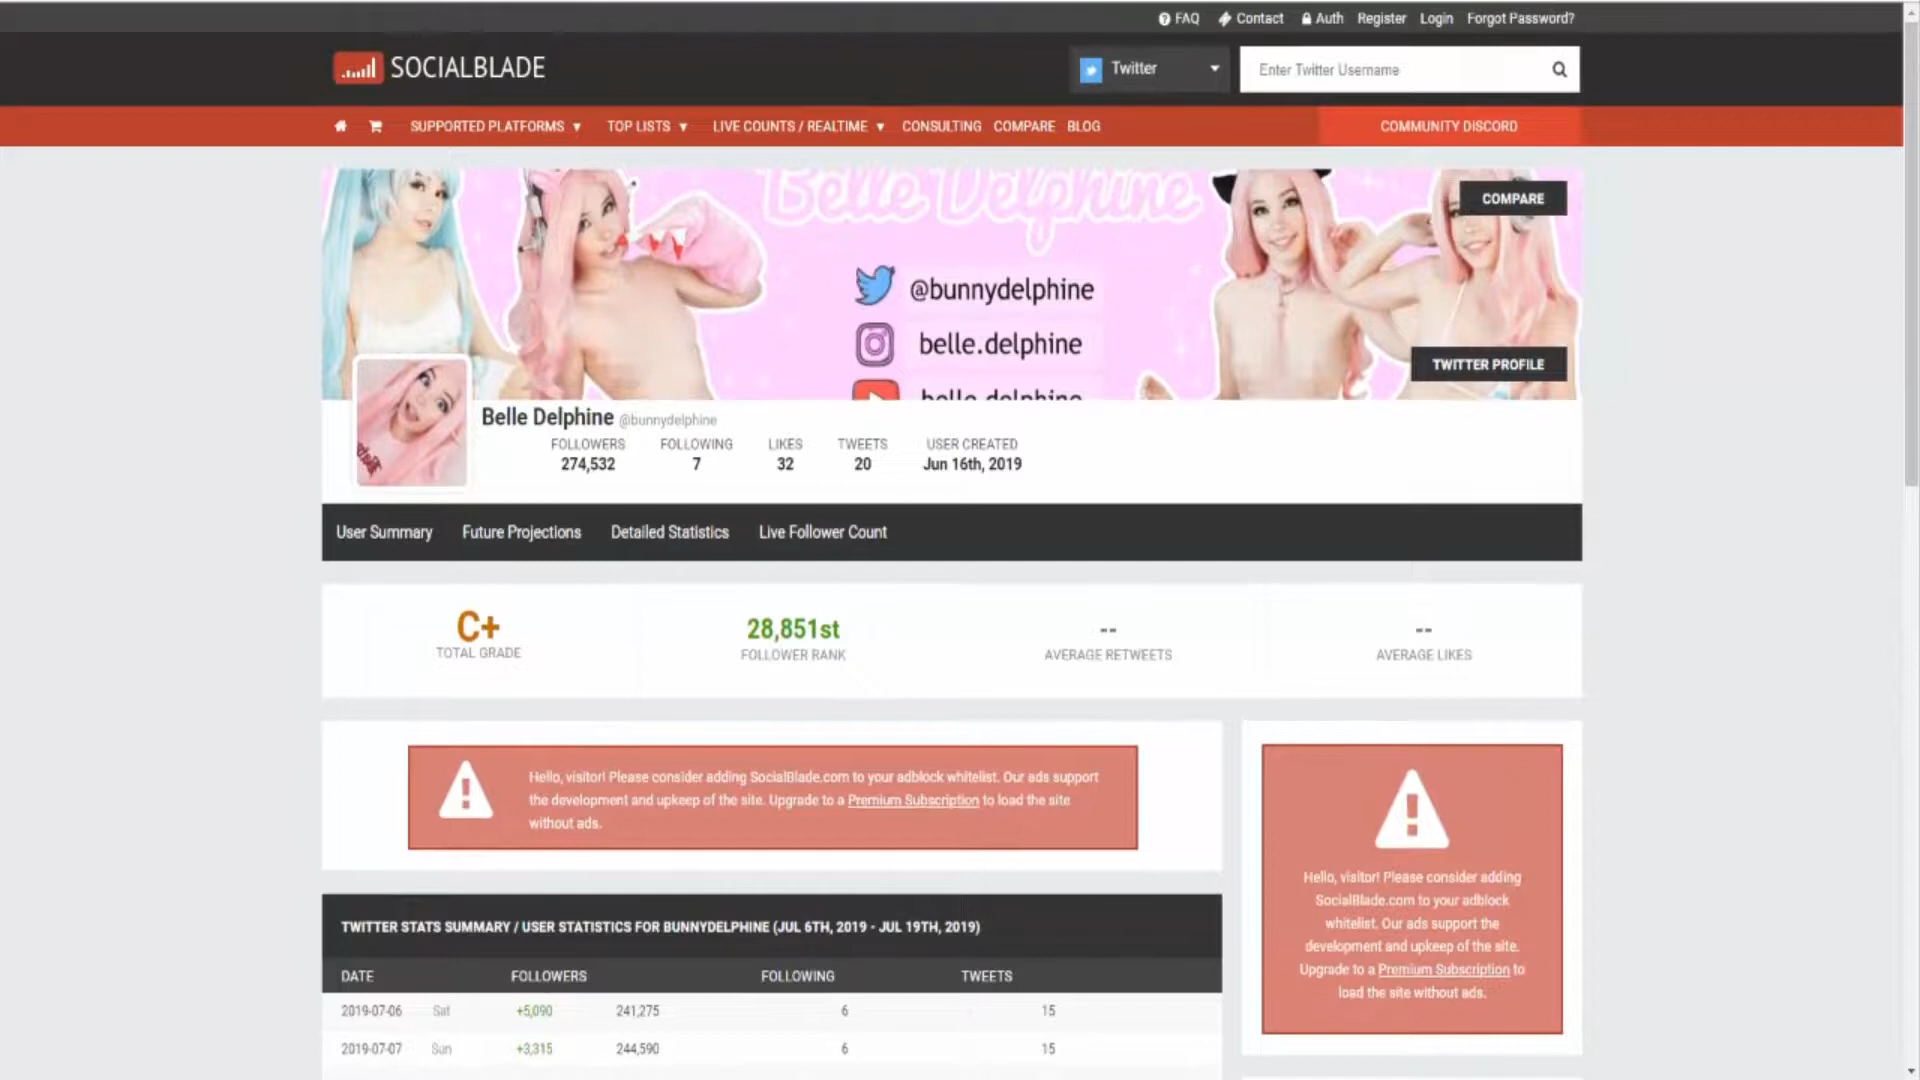 FAQ Contact Auth Register Login Forgot Password?
SOCIALBLADE
Twitter
Enter Twitter Username
SUPPORTED PLATFORMS TOP LISTS LIVE COUNTS / REALTIME CONSULTING COMPARE BLOG
COMMUNITY DISCORD
Belle Delphine
COMPARE
@bunnydelphine
belle.delphine
TWITTER PROFILE
belle delphine
Belle Delphine @bunnydelphine
FOLLOWERS FOLLOWING LIKES TWEETS USER CREATED
274,532 7 32 20 Jun 16th, 2019
User Summary Future Projections Detailed Statistics Live Follower Count
C+ 28,851st -- --
TOTAL GRADE FOLLOWER RANK AVERAGE RETWEETS AVERAGE LIKES
Hello, visitor! Please consider adding SocialBlade.com to your adblock whitelist. Our ads support
the development and upkeep of the site. Upgrade to a Premium Subscription to load the site
without ads.
Hello, visitor! Please consider adding
SocialBlade.com to your adblock
whitelist. Our ads support the
development and upkeep of the site.
Upgrade to a Premium Subscription to
load the site without ads.
TWITTER STATS SUMMARY / USER STATISTICS FOR BUNNYDELPHINE (JUL 6TH, 2019 - JUL 19TH, 2019)
DATE FOLLOWERS FOLLOWING TWEETS
2019-07-06 Sat +5,090 241,275 6 15
2019-07-07 Sun +3,315 244,590 6 15